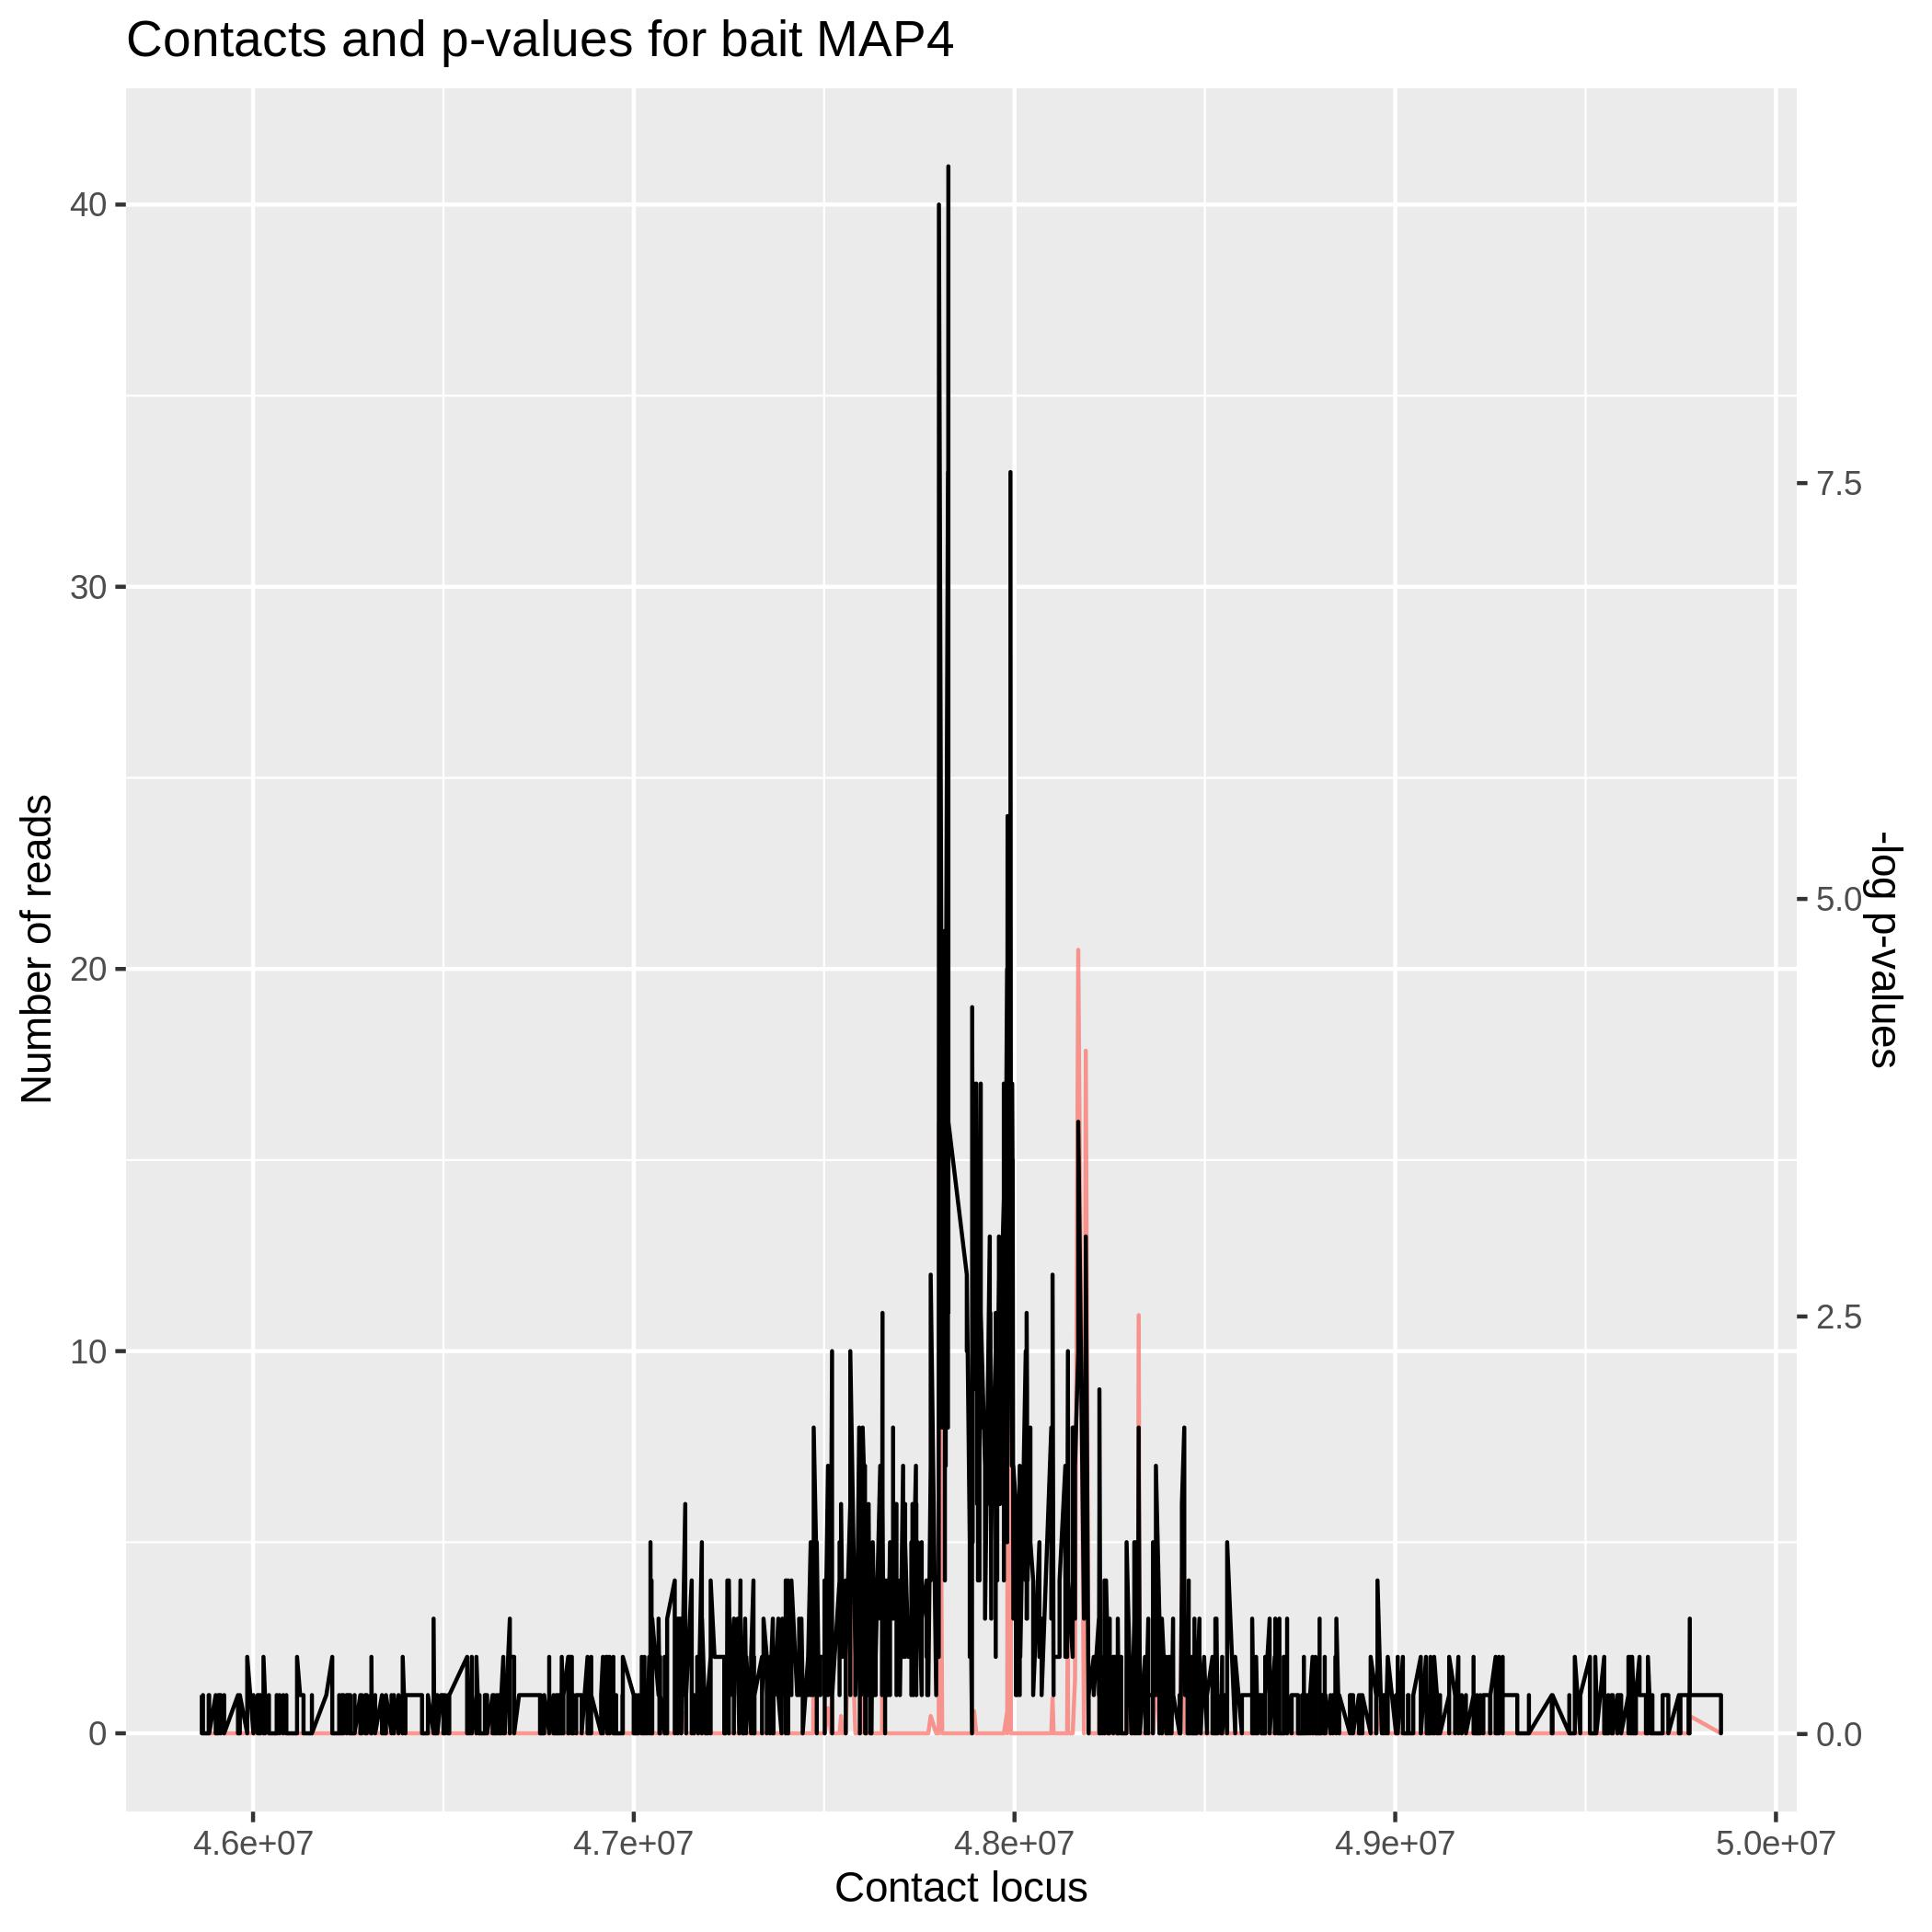 Contacts and p-values for bait MAP4
Number of reads
40
30
20
10
0
7.5
5.0
2.5
0.0
-log p-values
4.6e+07
4.7e+07
4.8e+07
4.9e+07
5.0e+07
Contact locus